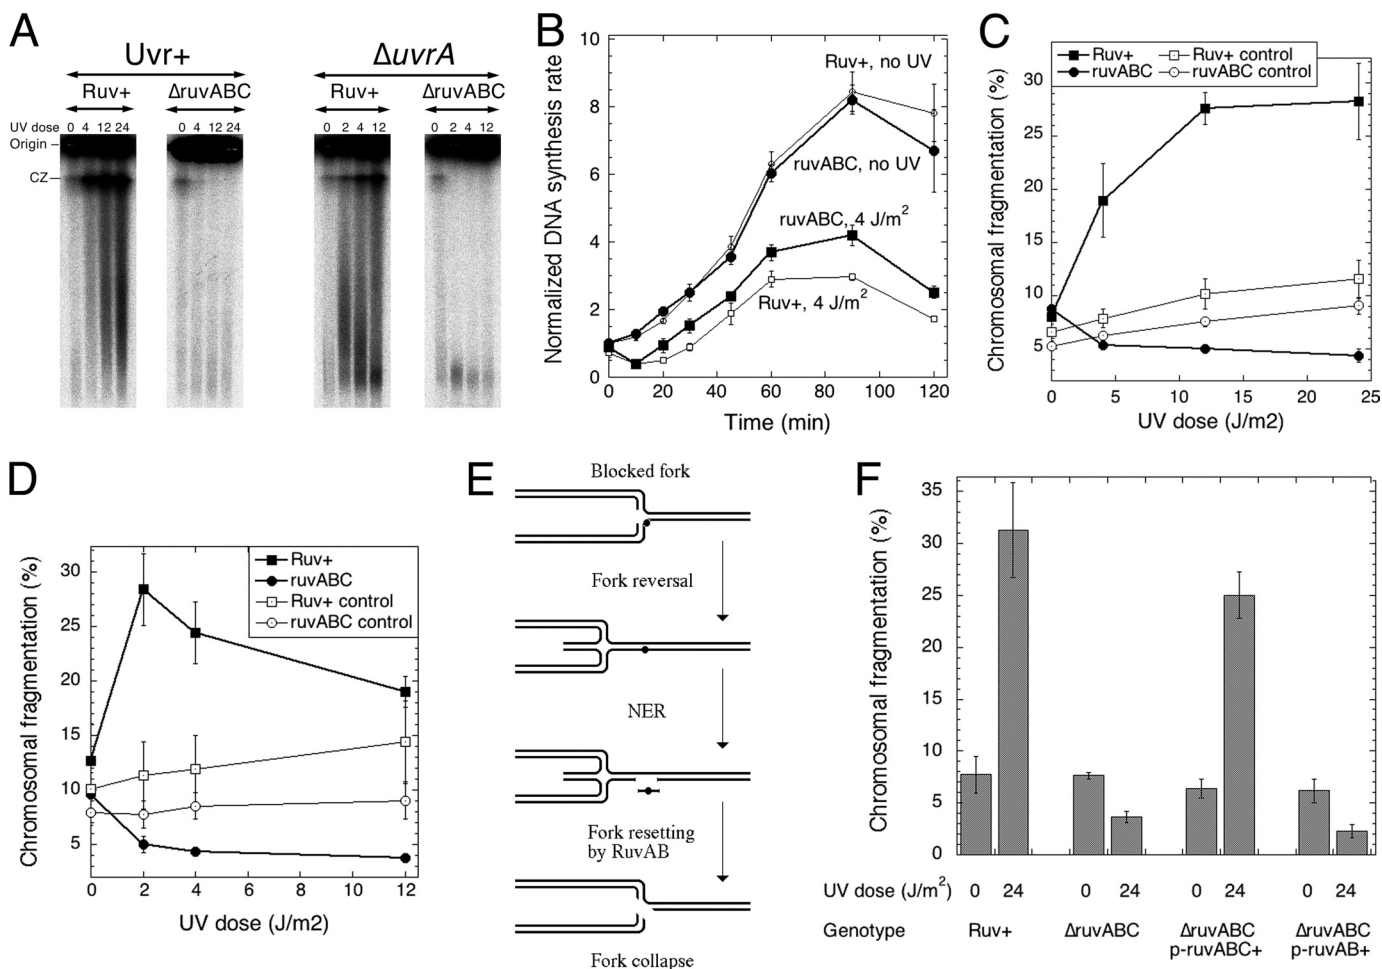 A
Uvr+
ΔuvrA
Ruv+
ΔruvABC
Ruv+
ΔruvABC
UV dose 0 4 12 24
0 4 12 24
0 2 4 12
0 2 4 12
Origin
CZ
B
Normalized DNA synthesis rate
10
8
6
4
2
0
Ruv+, no UV
ruvABC, no UV
ruvABC, 4 J/m²
Ruv+, 4 J/m²
0 20 40 60 80 100 120
Time (min)
C
Chromosomal fragmentation (%)
Ruv+
Ruv+ control
ruvABC
ruvABC control
30
25
20
15
10
5
0 5 10 15 20 25
UV dose (J/m2)
D
Chromosomal fragmentation (%)
Ruv+
ruvABC
Ruv+ control
ruvABC control
30
25
20
15
10
5
0 2 4 6 8 10 12
UV dose (J/m2)
E
Blocked fork
Fork reversal
NER
Fork resetting
by RuvAB
Fork collapse
F
Chromosomal fragmentation (%)
35
30
25
20
15
10
5
0
UV dose (J/m²) 0 24 0 24 0 24 0 24
Genotype Ruv+ ΔruvABC ΔruvABC ΔruvABC
p-ruvABC+ p-ruvAB+